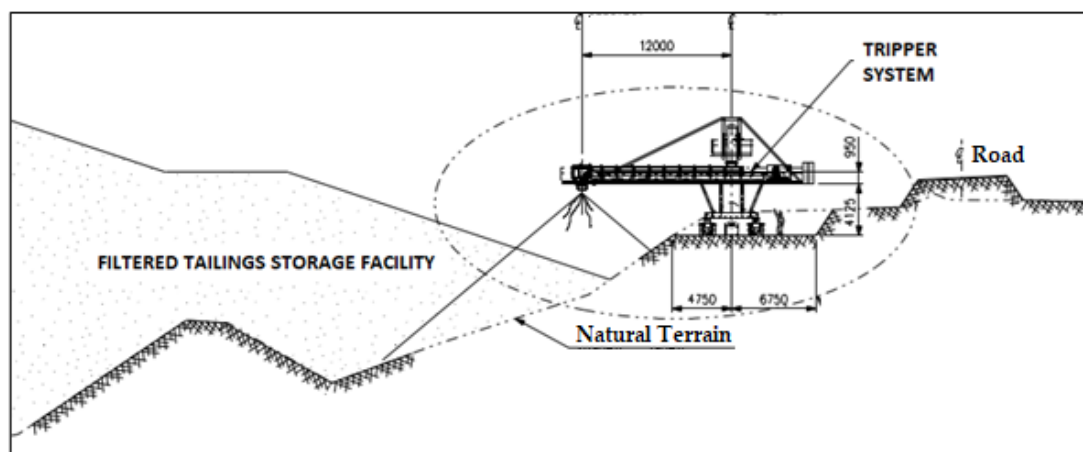 12000
TRIPPER
SYSTEM
950
Road
4125
FILTERED TAILINGS STORAGE FACILITY
4750
6750
Natural Terrain